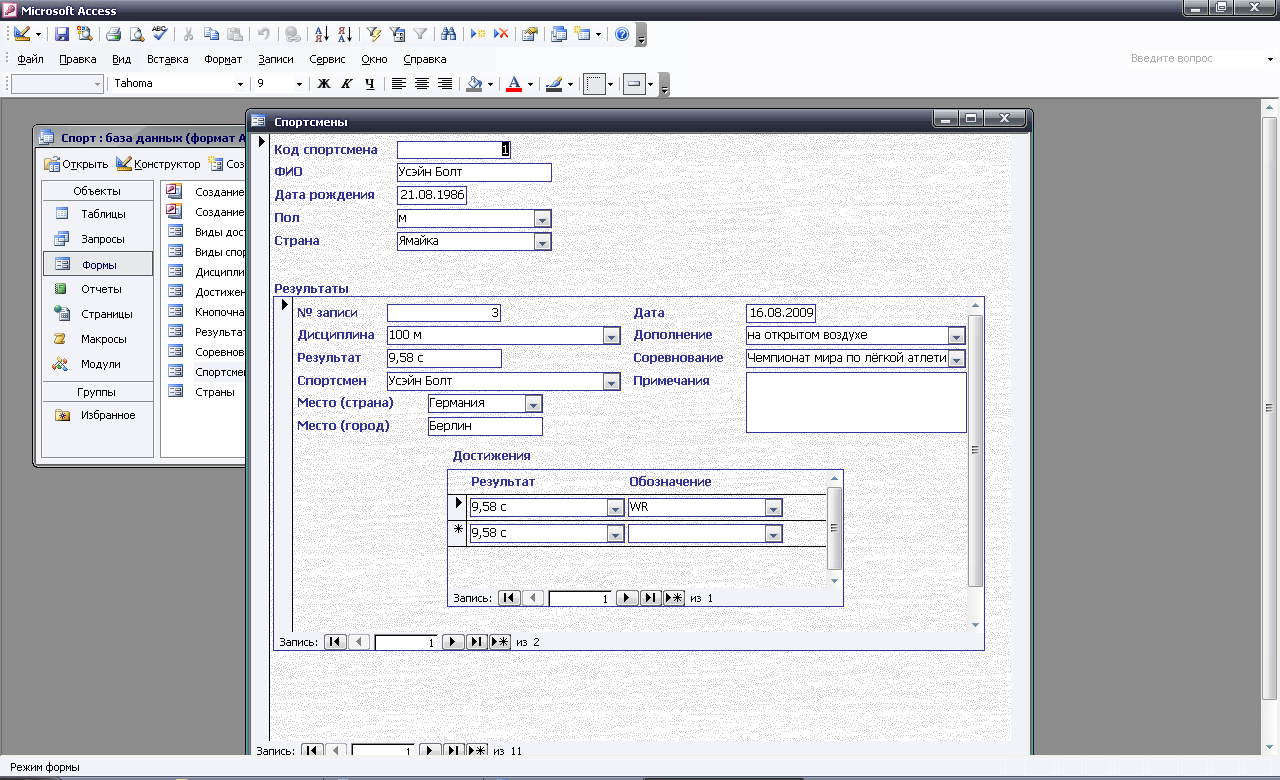 Microsoft Access
Файл Правка Вид Вставка Формат Записи Сервис Окно Справка
Введите вопрос
Tahoma 9 Ж К Ч
Спорт : база данных (формат A
Открыть Конструктор Соз
Объекты
Таблицы
Запросы
Формы
Отчеты
Страницы
Макросы
Модули
Группы
Избранное
Создание
Создание
Виды дос
Виды спор
Дисципли
Достижен
Кнопочна
Результат
Соревнов
Спортсме
Страны
Спортсмены
Код спортсмена 1
ФИО Усэйн Болт
Дата рождения 21.08.1986
Пол м
Страна Ямайка
Результаты
№ записи 3 Дата 16.08.2009
Дисциплина 100 м Дополнение на открытом воздухе
Результат 9,58 с Соревнование Чемпионат мира по лёгкой атлети
Спортсмен Усэйн Болт Примечания
Место (страна) Германия
Место (город) Берлин
Достижения
Результат Обозначение
9,58 с WR
9,58 с
Запись: 1 из 1
Запись: 1 из 2
Запись: 1 из 11
Режим формы